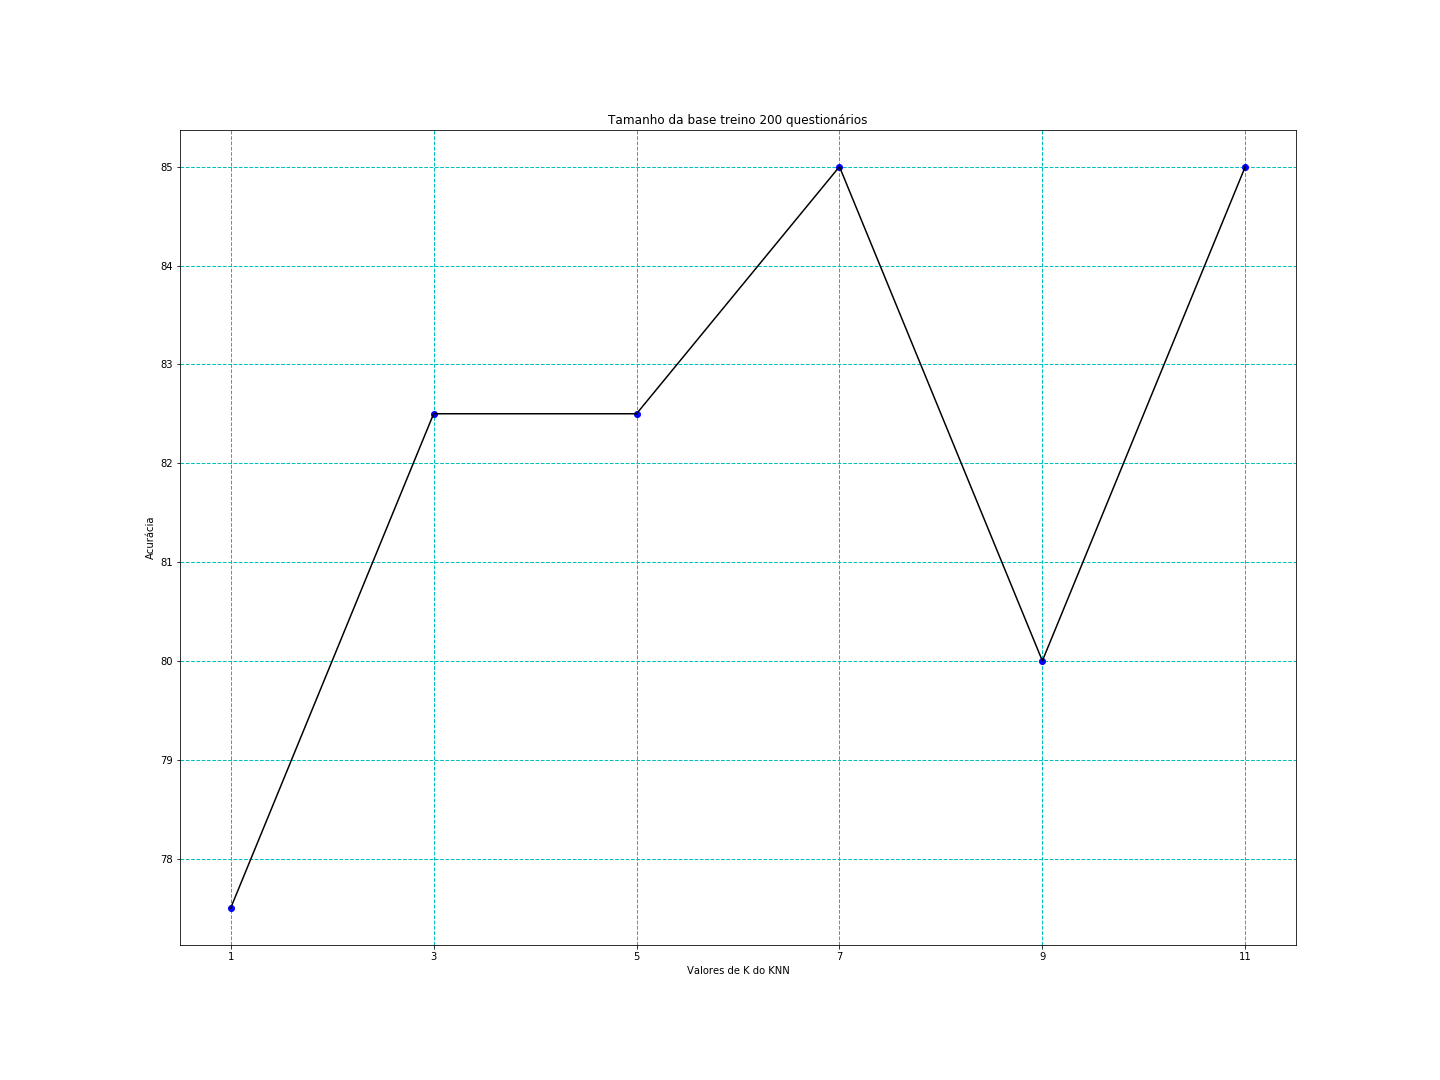 Tamanho da base treino 200 questionários
85
84
83
82
81
80
79
78
Acurácia
1 3 5 7 9 11
Valores de K do KNN